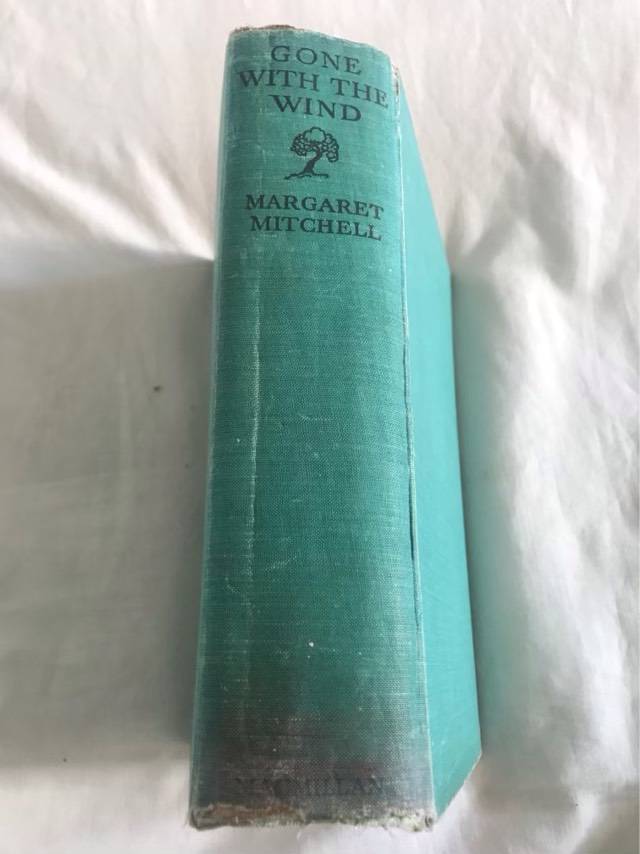 GONE
WITH THE
WIND
MARGARET
MITCHELL
MACMILLAN